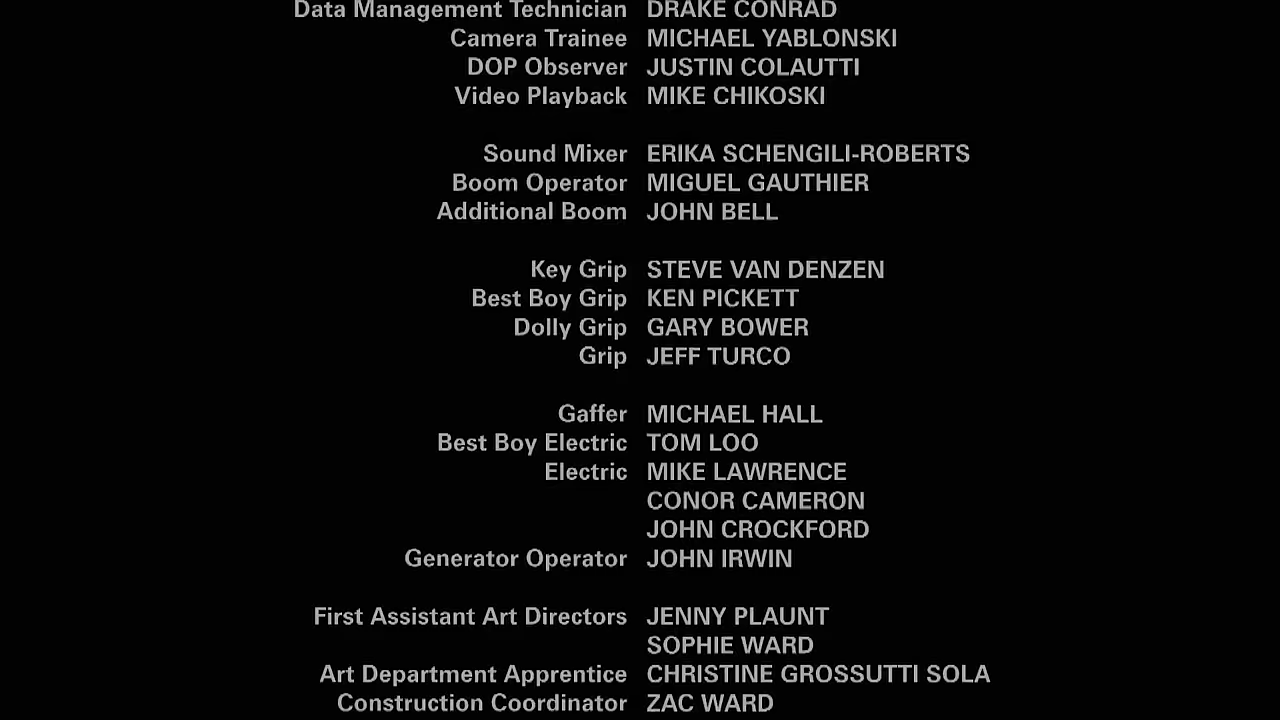 Data Management Technician DRAKE CONRAD
Camera Trainee MICHAEL YABLONSKI
DOP Observer JUSTIN COLAUTTI
Video Playback MIKE CHIKOSKI
Sound Mixer ERIKA SCHENGILI-ROBERTS
Boom Operator MIGUEL GAUTHIER
Additional Boom JOHN BELL
Key Grip STEVE VAN DENZEN
Best Boy Grip KEN PICKETT
Dolly Grip GARY BOWER
Grip JEFF TURCO
Gaffer MICHAEL HALL
Best Boy Electric TOM LOO
Electric MIKE LAWRENCE
CONOR CAMERON
JOHN CROCKFORD
Generator Operator JOHN IRWIN
First Assistant Art Directors JENNY PLAUNT
SOPHIE WARD
Art Department Apprentice CHRISTINE GROSSUTTI SOLA
Construction Coordinator ZAC WARD